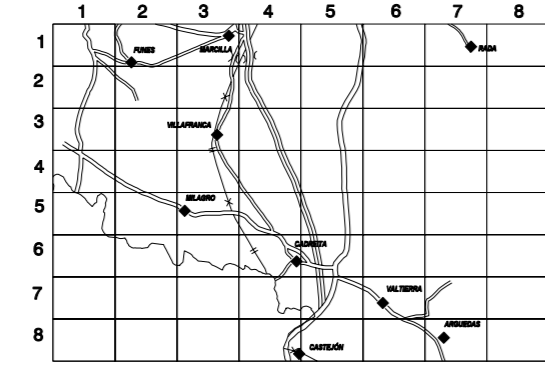 1 2 3 4 5 6 7 8
1
FUNES
MARCILLA
RADA
2
3
VILLAFRANCA
4
5
MILAGRO
6
CADREITA
7
VALTIERRA
8
ARGUEDAS
CASTEJÓN